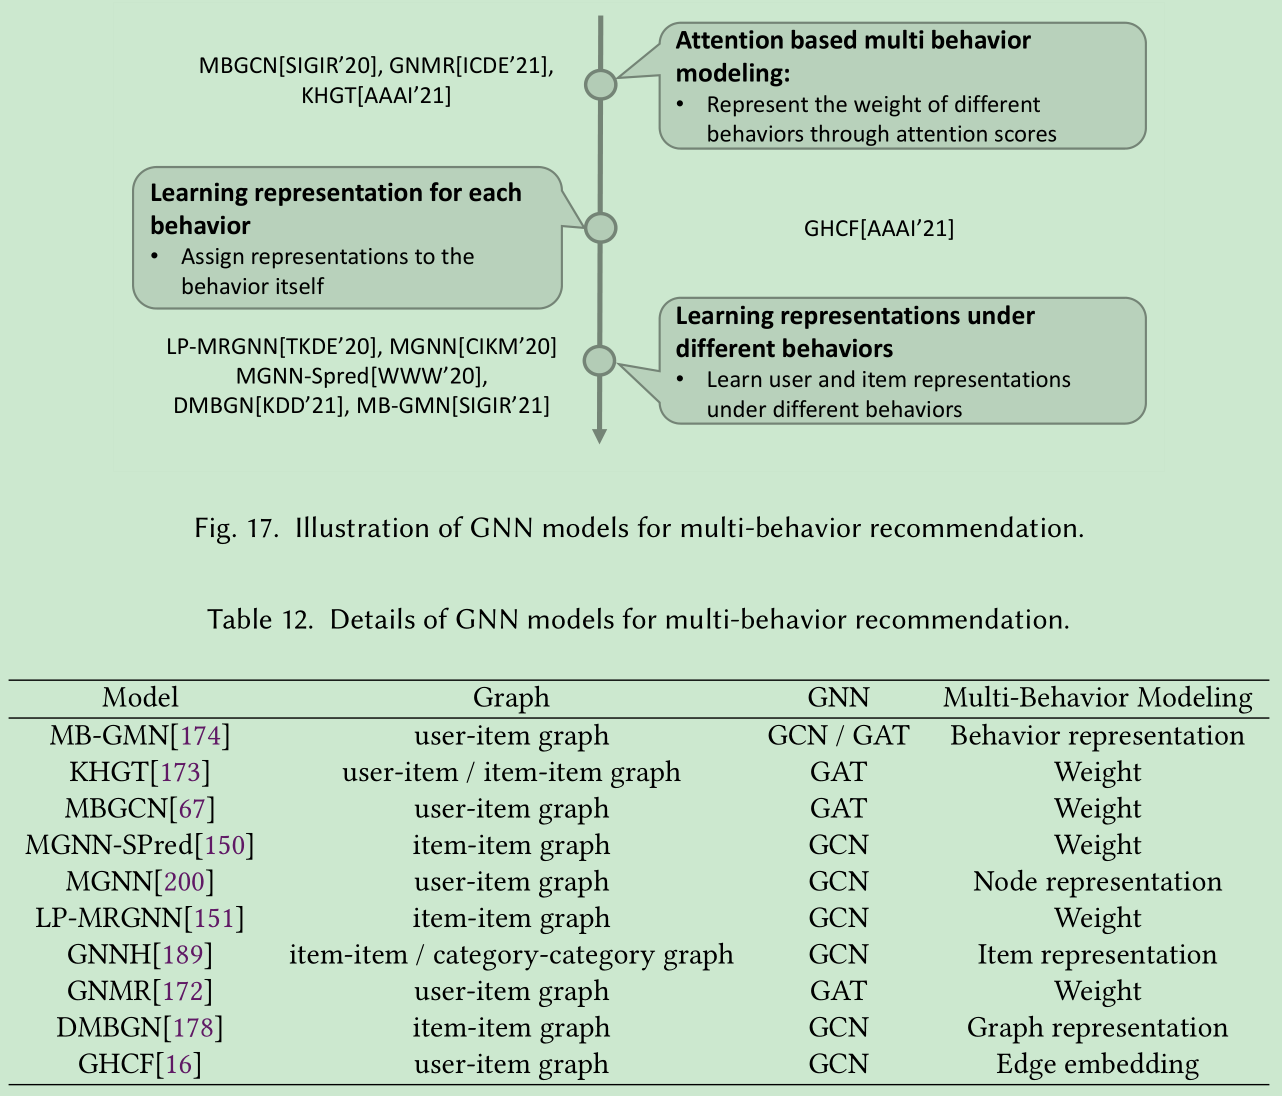 MBGCN[SIGIR’20], GNMR[ICDE’21],
KHGT[AAAI’21]
Attention based multi behavior
modeling:
• Represent the weight of different
behaviors through attention scores
Learning representation for each
behavior
• Assign representations to the
behavior itself
GHCF[AAAI’21]
LP-MRGNN[TKDE’20], MGNN[CIKM’20]
MGNN-Spred[WWW’20],
DMBGN[KDD’21], MB-GMN[SIGIR’21]
Learning representations under
different behaviors
• Learn user and item representations
under different behaviors
Fig. 17. Illustration of GNN models for multi-behavior recommendation.
Table 12. Details of GNN models for multi-behavior recommendation.
Model Graph GNN Multi-Behavior Modeling
MB-GMN[174] user-item graph GCN / GAT Behavior representation
KHGT[173] user-item / item-item graph GAT Weight
MBGCN[67] user-item graph GAT Weight
MGNN-SPred[150] item-item graph GCN Weight
MGNN[200] user-item graph GCN Node representation
LP-MRGNN[151] item-item graph GCN Weight
GNNH[189] item-item / category-category graph GCN Item representation
GNMR[172] user-item graph GAT Weight
DMBGN[178] item-item graph GCN Graph representation
GHCF[16] user-item graph GCN Edge embedding